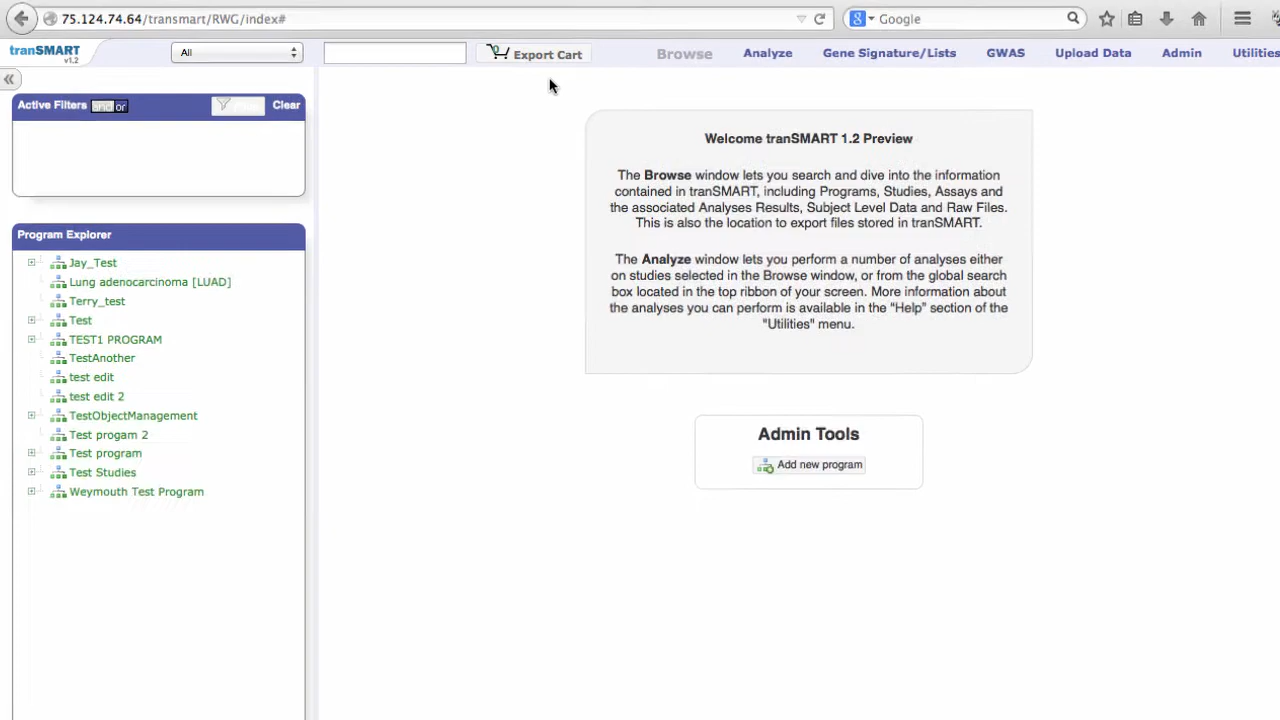 75.124.74.64/transmart/RWG/index#
Google
tranSMART
v1.2
All
Export Cart
Browse
Analyze
Gene Signature/Lists
GWAS
Upload Data
Admin
Utilities
Active Filters and or
Clear
Program Explorer
Jay_Test
Lung adenocarcinoma [LUAD]
Terry_test
Test
TEST1 PROGRAM
TestAnother
test edit
test edit 2
TestObjectManagement
Test progam 2
Test program
Test Studies
Weymouth Test Program
Welcome tranSMART 1.2 Preview
The Browse window lets you search and dive into the information
contained in tranSMART, including Programs, Studies, Assays and
the associated Analyses Results, Subject Level Data and Raw Files.
This is also the location to export files stored in tranSMART.
The Analyze window lets you perform a number of analyses either
on studies selected in the Browse window, or from the global search
box located in the top ribbon of your screen. More information about
the analyses you can perform is available in the “Help” section of the
"Utilities" menu.
Admin Tools
Add new program